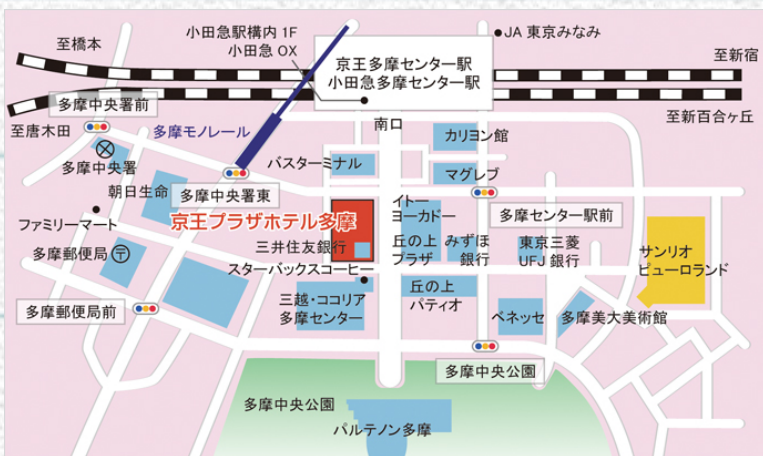 小田急駅構内 1F
小田急 OX
JA 東京みなみ
至橋本
京王多摩センター駅
小田急多摩センター駅
至新宿
多摩中央署前
至唐木田
多摩モノレール
南口
カリヨン館
至新百合ヶ丘
多摩中央署
バスターミナル
マグレブ
朝日生命
多摩中央署東
イトー
ヨーカドー
多摩センター駅前
ファミリーマート
京王プラザホテル多摩
多摩郵便局
〒
三井住友銀行
丘の上
プラザ
みずほ
銀行
東京三菱
UFJ 銀行
サンリオ
ピューロランド
スターバックスコーヒー
三越・ココリア
多摩センター
丘の上
パティオ
多摩郵便局前
ベネッセ
多摩美大美術館
多摩中央公園
多摩中央公園
パルテノン多摩